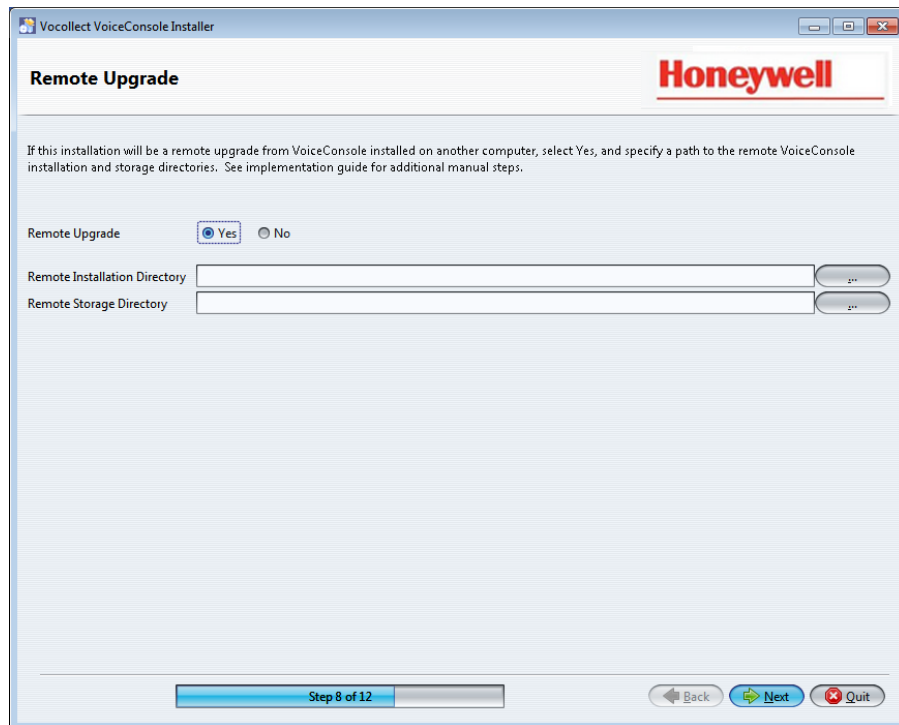 Vocollect VoiceConsole Installer
Remote Upgrade
Honeywell
If this installation will be a remote upgrade from VoiceConsole installed on another computer, select Yes, and specify a path to the remote VoiceConsole
installation and storage directories. See implementation guide for additional manual steps.
Remote Upgrade Yes No
Remote Installation Directory ...
Remote Storage Directory ...
Step 8 of 12 Back Next Quit